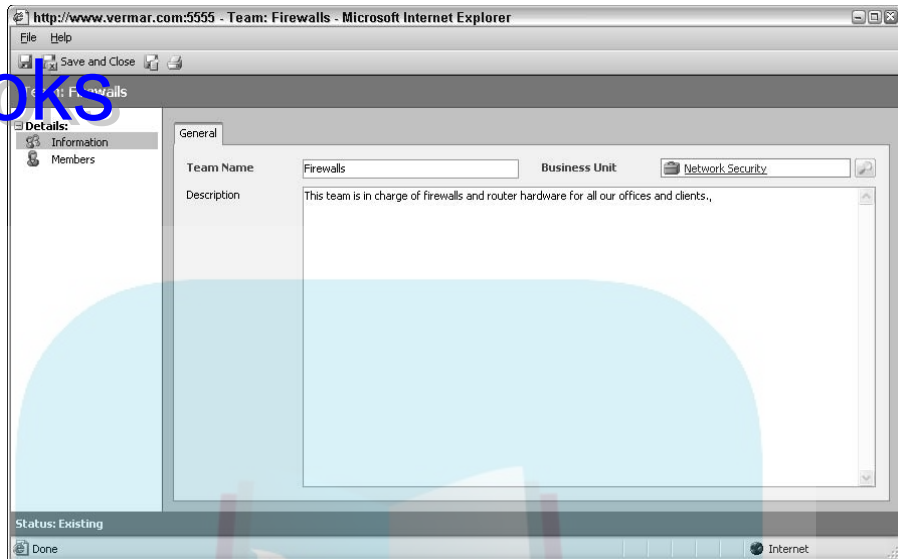 http://www.vermar.com:5555 - Team: Firewalls - Microsoft Internet Explorer
File Help
Save and Close
Team: Firewalls
oks
Details:
Information
Members
General
Team Name
Firewalls
Business Unit
Network Security
Description
This team is in charge of firewalls and router hardware for all our offices and clients.,
Status: Existing
Done
Internet